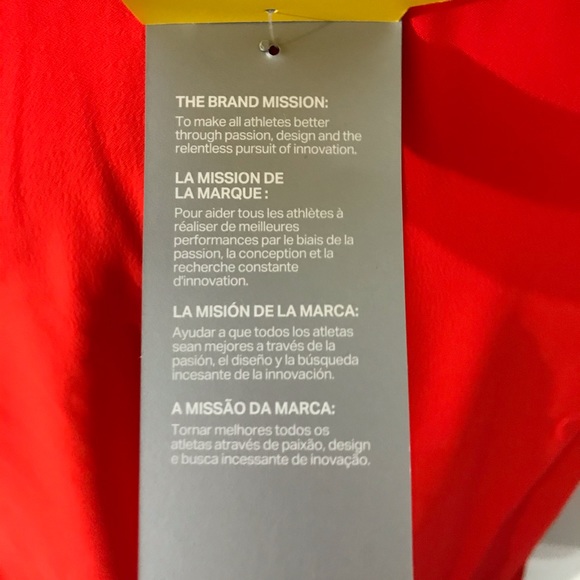 THE BRAND MISSION:
To make all athletes better
through passion, design and the
relentless pursuit of innovation.
LA MISSION DE
LA MARQUE :
Pour aider tous les athlètes à
réaliser de meilleures
performances par le biais de la
passion, la conception et la
recherche constante
d'innovation.
LA MISIÓN DE LA MARCA:
Ayudar a que todos los atletas
sean mejores a través de la
pasión, el diseño y la búsqueda
incesante de la innovación.
A MISSÃO DA MARCA:
Tornar melhores todos os
atletas através de paixão, design
e busca incessante de inovação.